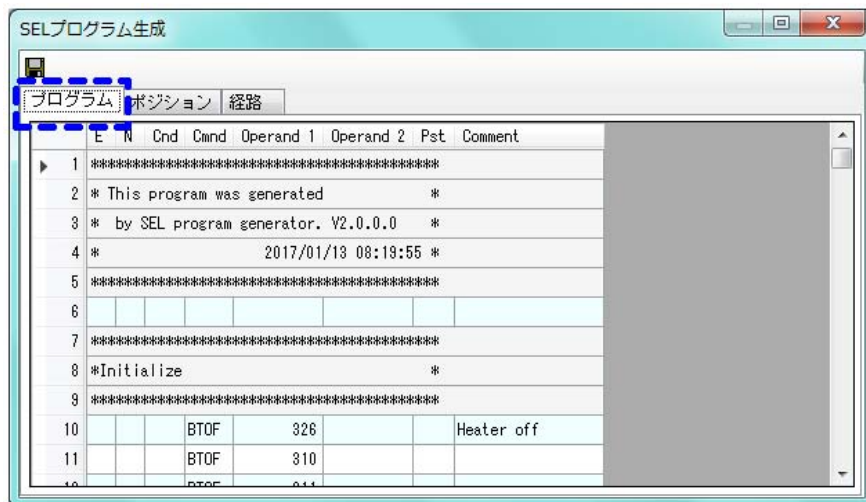 SELプログラム生成
プログラム ポジション 経路
E N Cnd Cmnd Operand 1 Operand 2 Pst Comment
1 *******************************************
2 * This program was generated *
3 * by SEL program generator. V2.0.0.0 *
4 * 2017/01/13 08:19:55 *
5 *******************************************
6
7 *******************************************
8 *Initialize *
9 *******************************************
10 BTOF 326 Heater off
11 BTOF 310